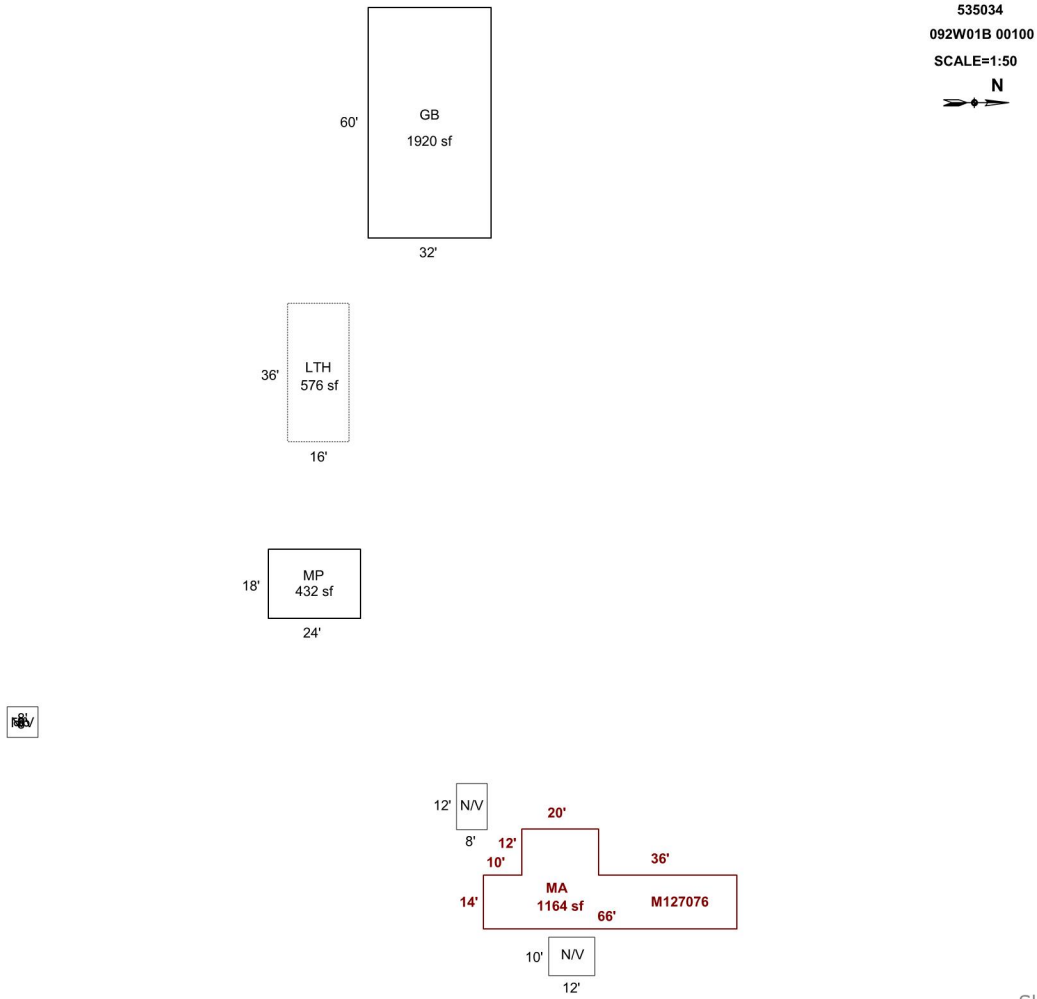 535034
092W01B 00100
SCALE=1:50
N
GB
60'
1920 sf
32'
LTH
36'
576 sf
16'
MP
18'
432 sf
24'
8'
N/V
12'
N/V
8'
20'
12'
10'
36'
MA
14'
1164 sf
M127076
66'
N/V
10'
12'